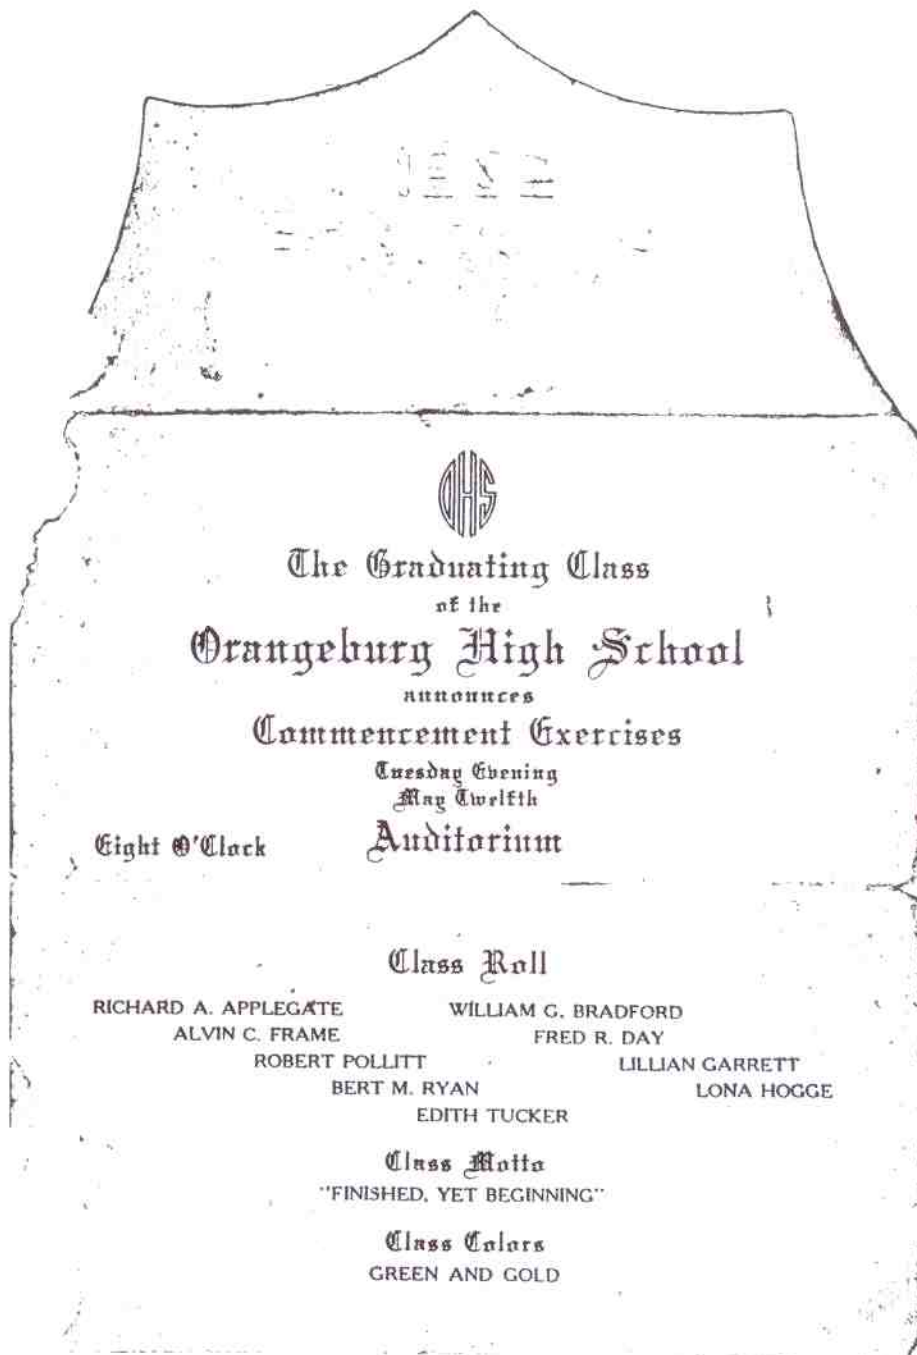 OHS
The Graduating Class
of the
Orangeburg High School
announces
Commencement Exercises
Tuesday Evening
May Twelfth
Eight O'Clock Auditorium
Class Roll
RICHARD A. APPLEGATE WILLIAM G. BRADFORD
ALVIN C. FRAME FRED R. DAY
ROBERT POLLITT LILLIAN GARRETT
BERT M. RYAN LONA HOGGE
EDITH TUCKER
Class Motto
"FINISHED, YET BEGINNING"
Class Colors
GREEN AND GOLD